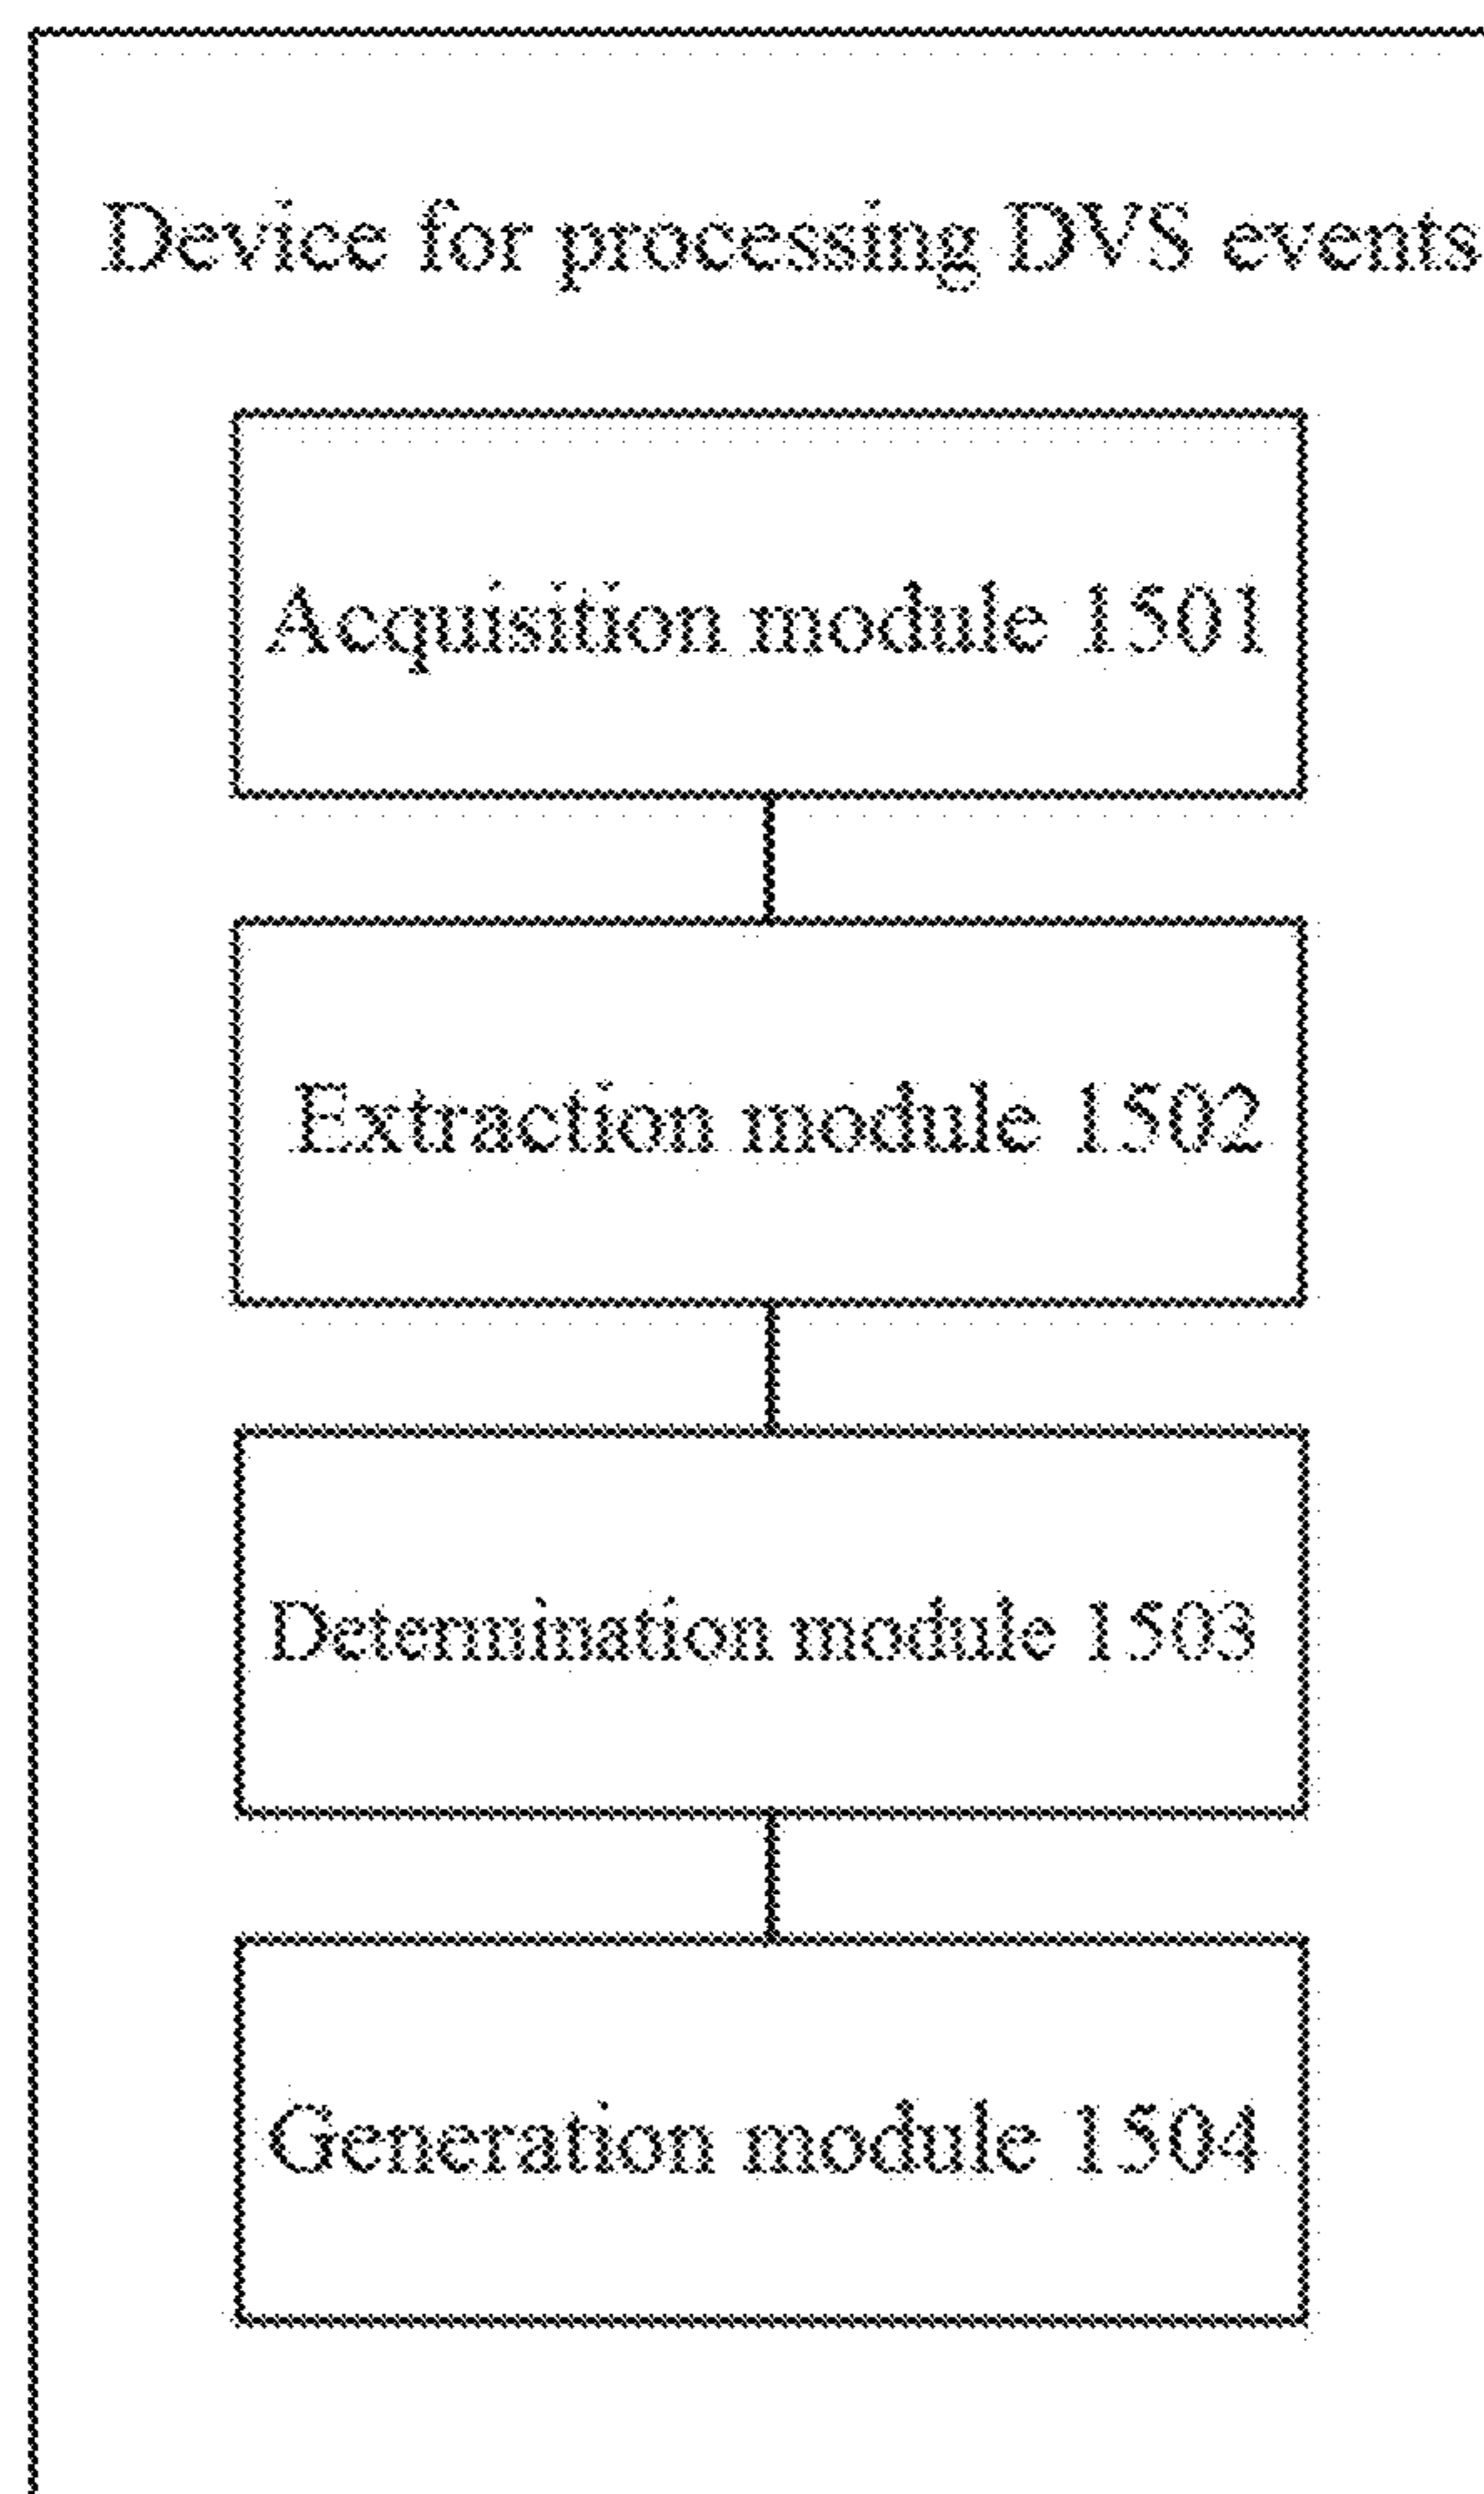 Device for processing DVS events
Acquisition module 1501
Extraction module 1502
Determination module 1503
Generation module 1504